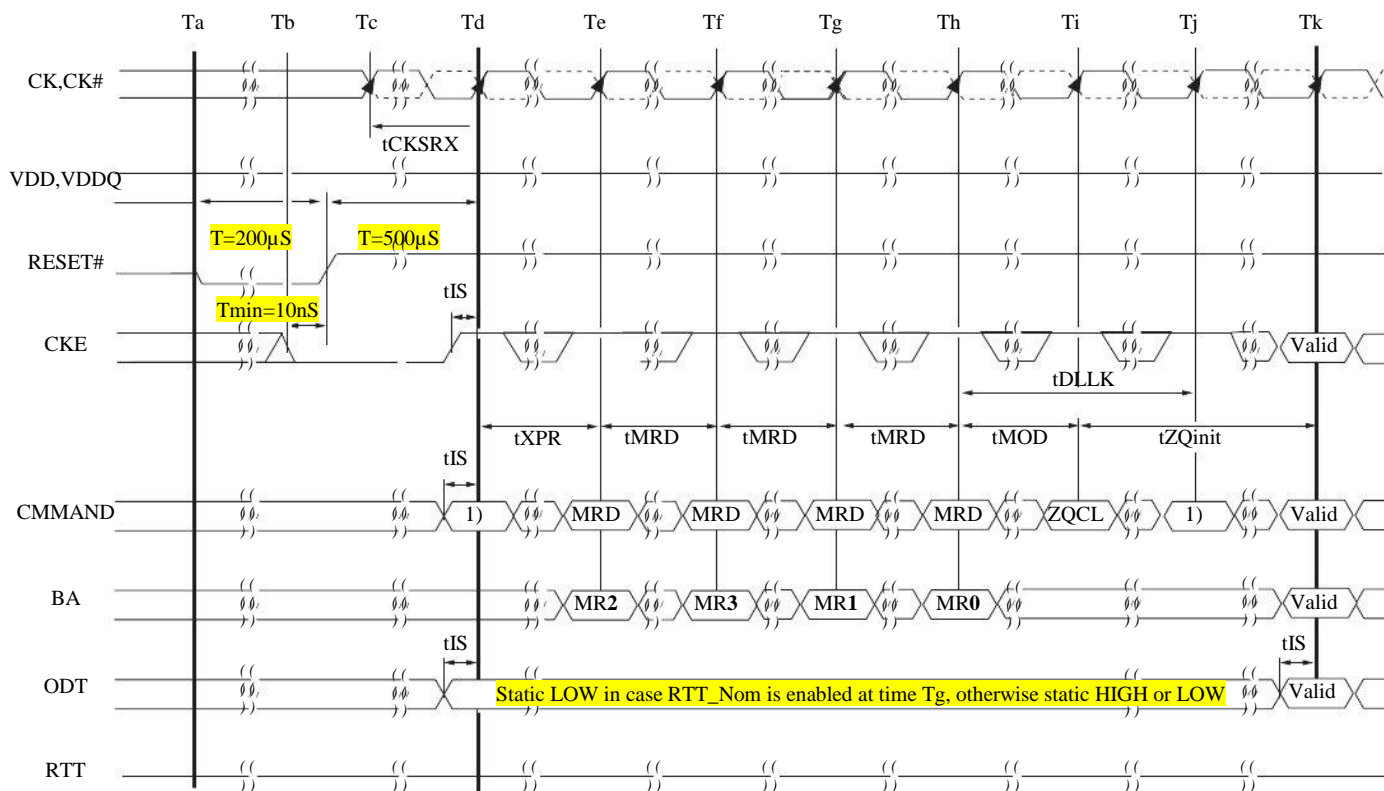 Ta Tb Tc Td Te Tf Tg Th Ti Tj Tk
CK,CK#
tCKSRX
VDD,VDDQ
T=200µS T=500µS
RESET#
Tmin=10nS tIS
CKE Valid
tDLLK
tXPR tMRD tMRD tMRD tMOD tZQinit
tIS
CMMAND 1) MRD MRD MRD MRD ZQCL 1) Valid
BA MR2 MR3 MR1 MR0 Valid
tIS tIS
ODT Static LOW in case RTT_Nom is enabled at time Tg, otherwise static HIGH or LOW Valid
RTT